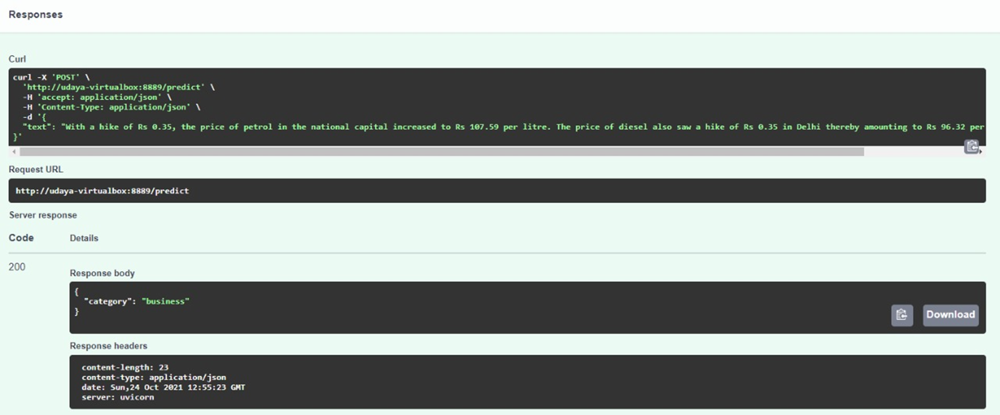 Responses
Curl
curl -X 'POST' \
'http://udaya-virtualbox:8889/predict' \
-H 'accept: application/json' \
-H 'Content-Type: application/json' \
-d '{
"text": "With a hike of Rs 0.35, the price of petrol in the national capital increased to Rs 107.59 per litre. The price of diesel also saw a hike of Rs 0.35 in Delhi thereby amounting to Rs 96.32 per
}'
Request URL
http://udaya-virtualbox:8889/predict
Server response
Code Details
200
Response body
{
"category": "business"
}
Download
Response headers
content-length: 23
content-type: application/json
date: Sun,24 Oct 2021 12:55:23 GMT
server: uvicorn